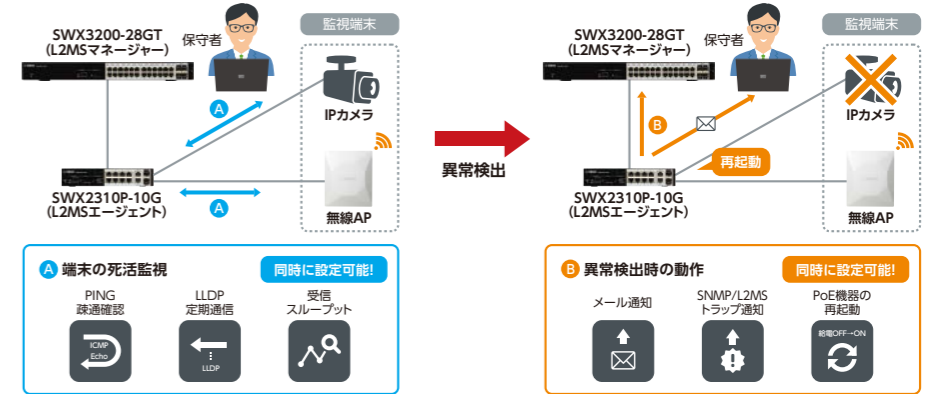 SWX3200-28GT
(L2MSマネージャー)
保守者
監視端末
A
IPカメラ
A
SWX2310P-10G
(L2MSエージェント)
無線AP
異常検出
SWX3200-28GT
(L2MSマネージャー)
保守者
監視端末
B
IPカメラ
再起動
SWX2310P-10G
(L2MSエージェント)
無線AP
A 端末の死活監視
同時に設定可能!
PING
疎通確認
ICMP
Echo
LLDP
定期通信
LLDP
受信
スループット
B 異常検出時の動作
同時に設定可能!
メール通知
SNMP/L2MS
トラップ通知
PoE機器の
再起動
給電OFF→ON